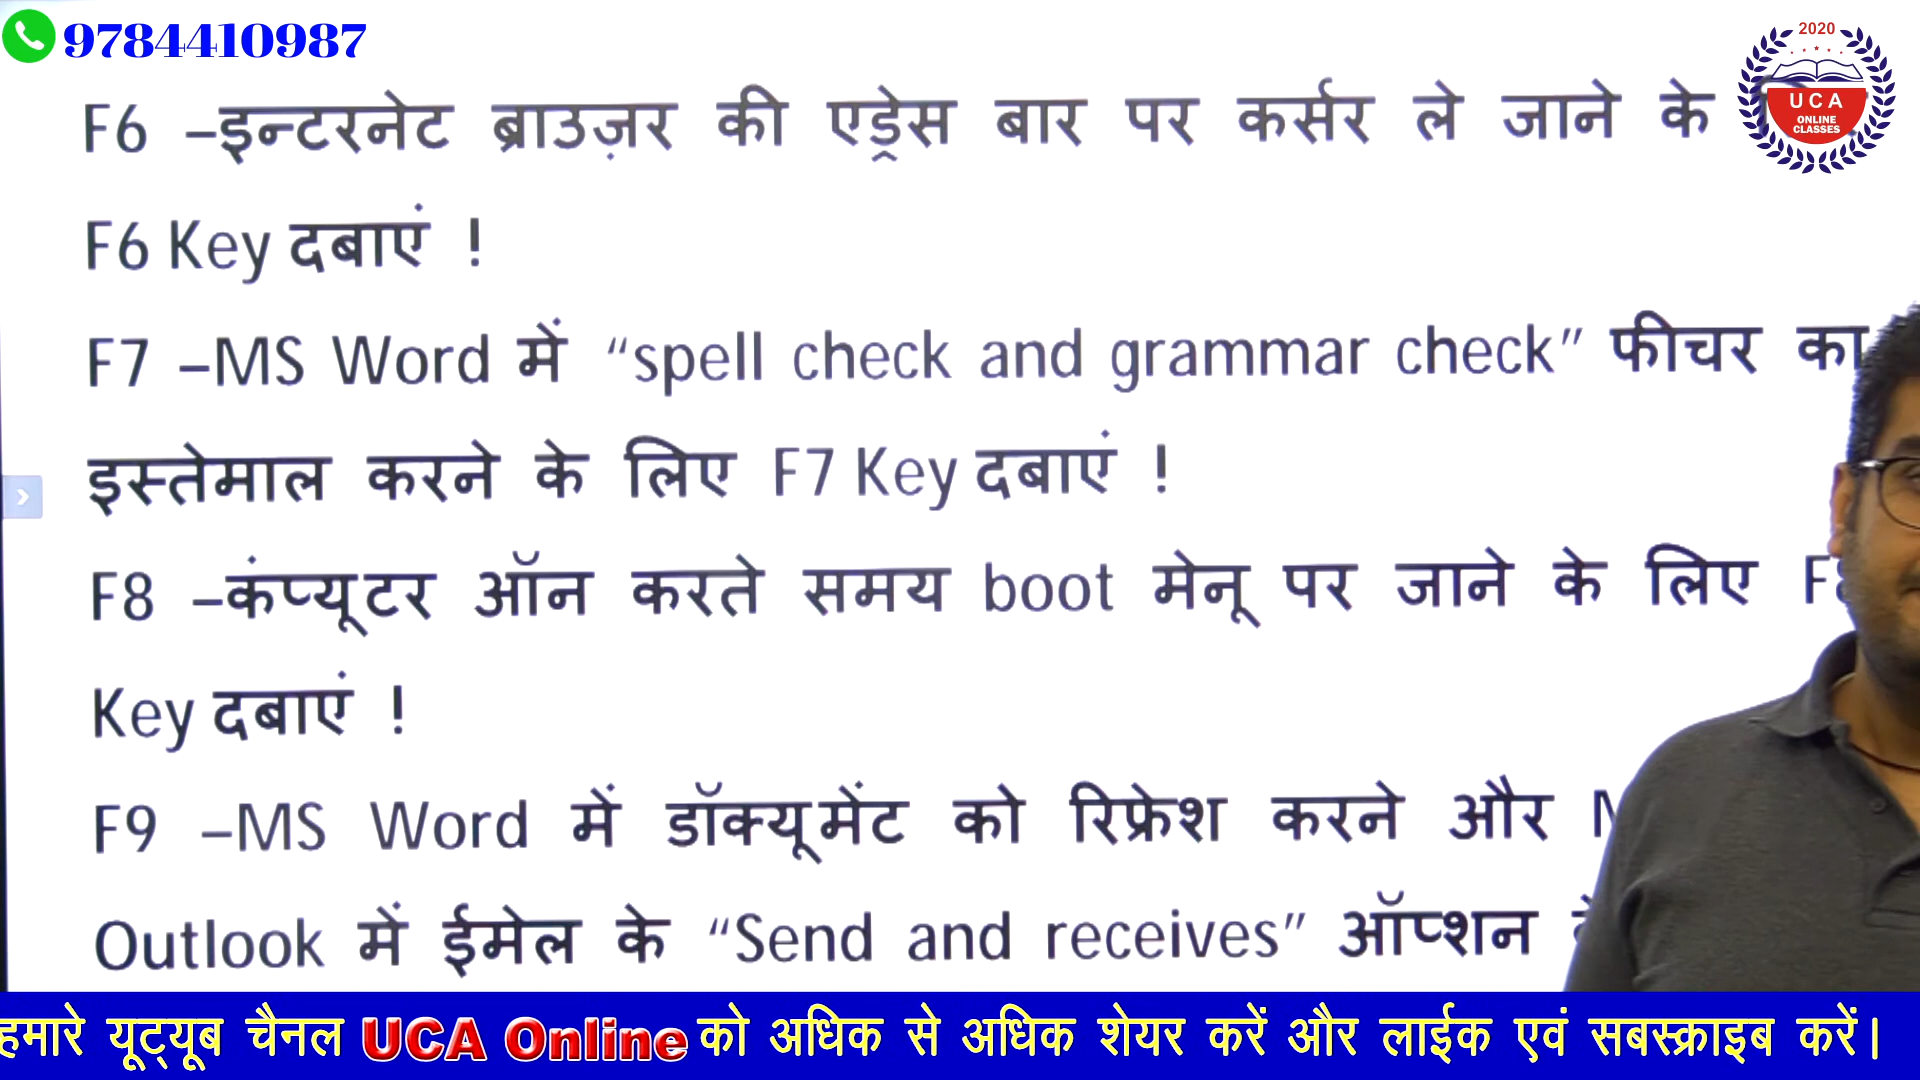 9784410987
2020
UCA
ONLINE
CLASSES
F6 –इन्टरनेट ब्राउज़र की एड्रेस बार पर कर्सर ले जाने के
F6 Key दबाएं !
F7 –MS Word में “spell check and grammar check” फीचर का
इस्तेमाल करने के लिए F7 Key दबाएं !
F8 –कंप्यूटर ऑन करते समय boot मेनू पर जाने के लिए F8
Key दबाएं !
F9 –MS Word में डॉक्यूमेंट को रिफ्रेश करने और
Outlook में ईमेल के “Send and receives” ऑप्शन
हमारे यूट्यूब चैनल UCA Online को अधिक से अधिक शेयर करें और लाईक एवं सबस्क्राइब करें।